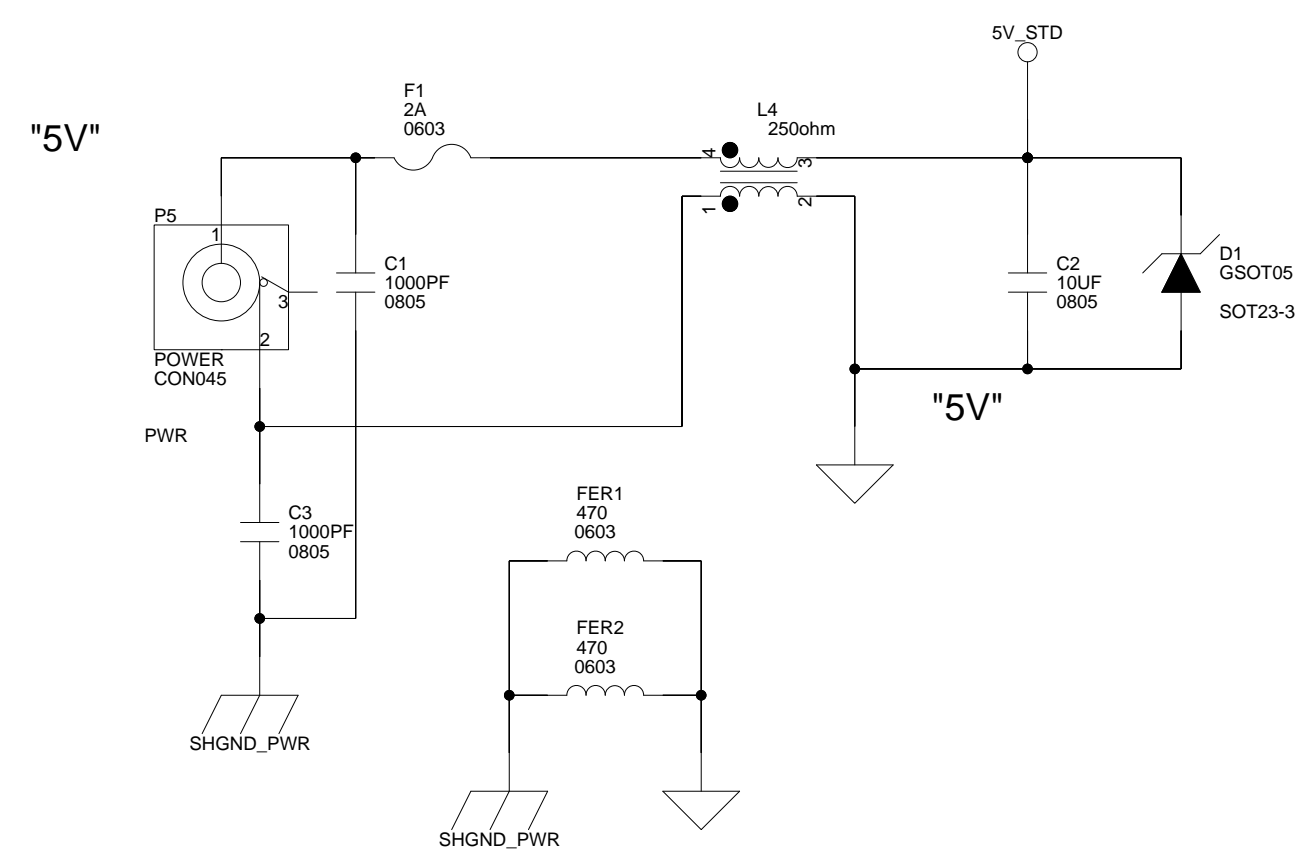 5V_STD
F1
2A
0603
L4
250ohm
"5V"
4
3
1
2
P5
1
3
2
POWER
CON045
C1
1000PF
0805
C2
10UF
0805
D1
GSOT05
SOT23-3
"5V"
PWR
C3
1000PF
0805
FER1
470
0603
FER2
470
0603
SHGND_PWR
SHGND_PWR